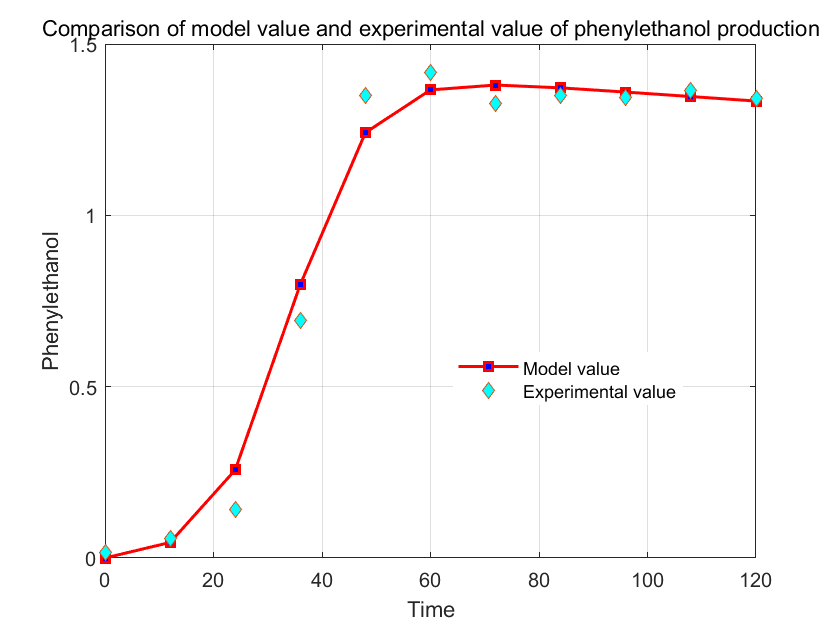 Comparison of model value and experimental value of phenylethanol production
1.5
1
0.5
0
Phenylethanol
Model value
Experimental value
0 20 40 60 80 100 120
Time